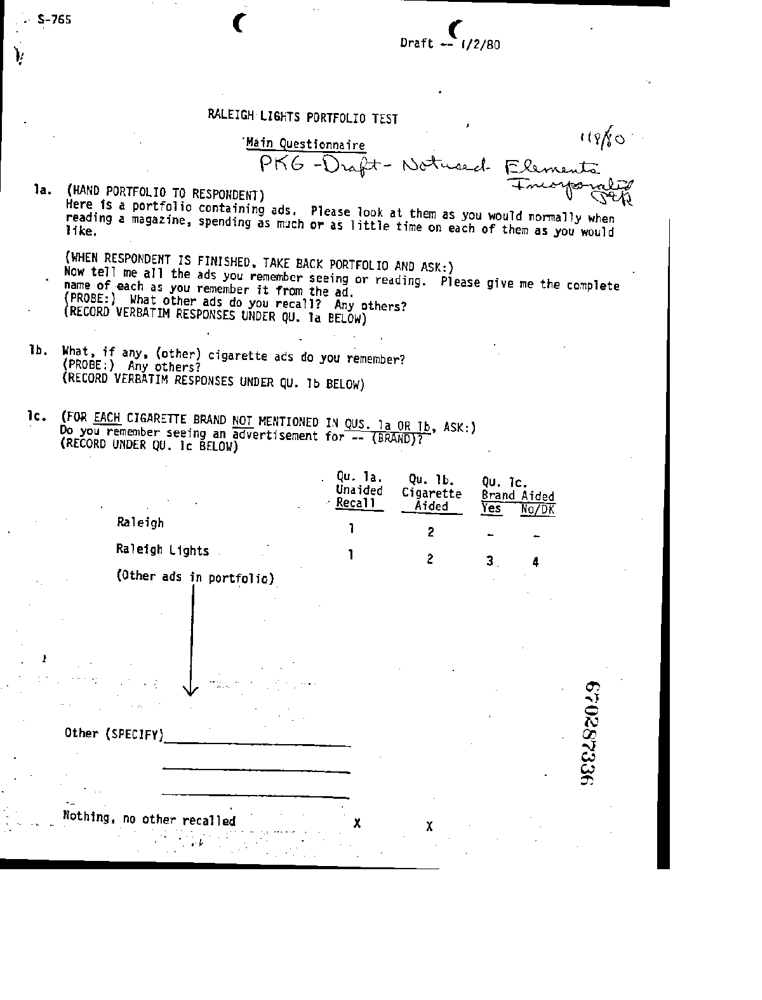 S-765
Draft -- 1/2/80
RALEIGH LIGHTS PORTFOLIO TEST
Main Questionnaire
PKG - Draft - Not used - Elements
Incorporated
1a. (HAND PORTFOLIO TO RESPONDENT)
Here is a portfolio containing ads. Please look at them as you would normally when
reading a magazine, spending as much or as little time on each of them as you would
like.
(WHEN RESPONDENT IS FINISHED, TAKE BACK PORTFOLIO AND ASK:)
Now tell me all the ads you remember seeing or reading. Please give me the complete
name of each as you remember it from the ad.
(PROBE:) What other ads do you recall? Any others?
(RECORD VERBATIM RESPONSES UNDER QU. 1a BELOW)
1b. What, if any, (other) cigarette ads do you remember?
(PROBE:) Any others?
(RECORD VERBATIM RESPONSES UNDER QU. 1b BELOW)
1c. (FOR EACH CIGARETTE BRAND NOT MENTIONED IN QUS. 1a OR 1b, ASK:)
Do you remember seeing an advertisement for -- (BRAND)?
(RECORD UNDER QU. 1c BELOW)
Qu. 1a. Qu. 1b. Qu. 1c.
Unaided Cigarette Brand Aided
Recall Aided Yes No/DK
Raleigh 1 2 - -
Raleigh Lights 1 2 3 4
(Other ads in portfolio)
Other (SPECIFY)
Nothing, no other recalled X X
670287336